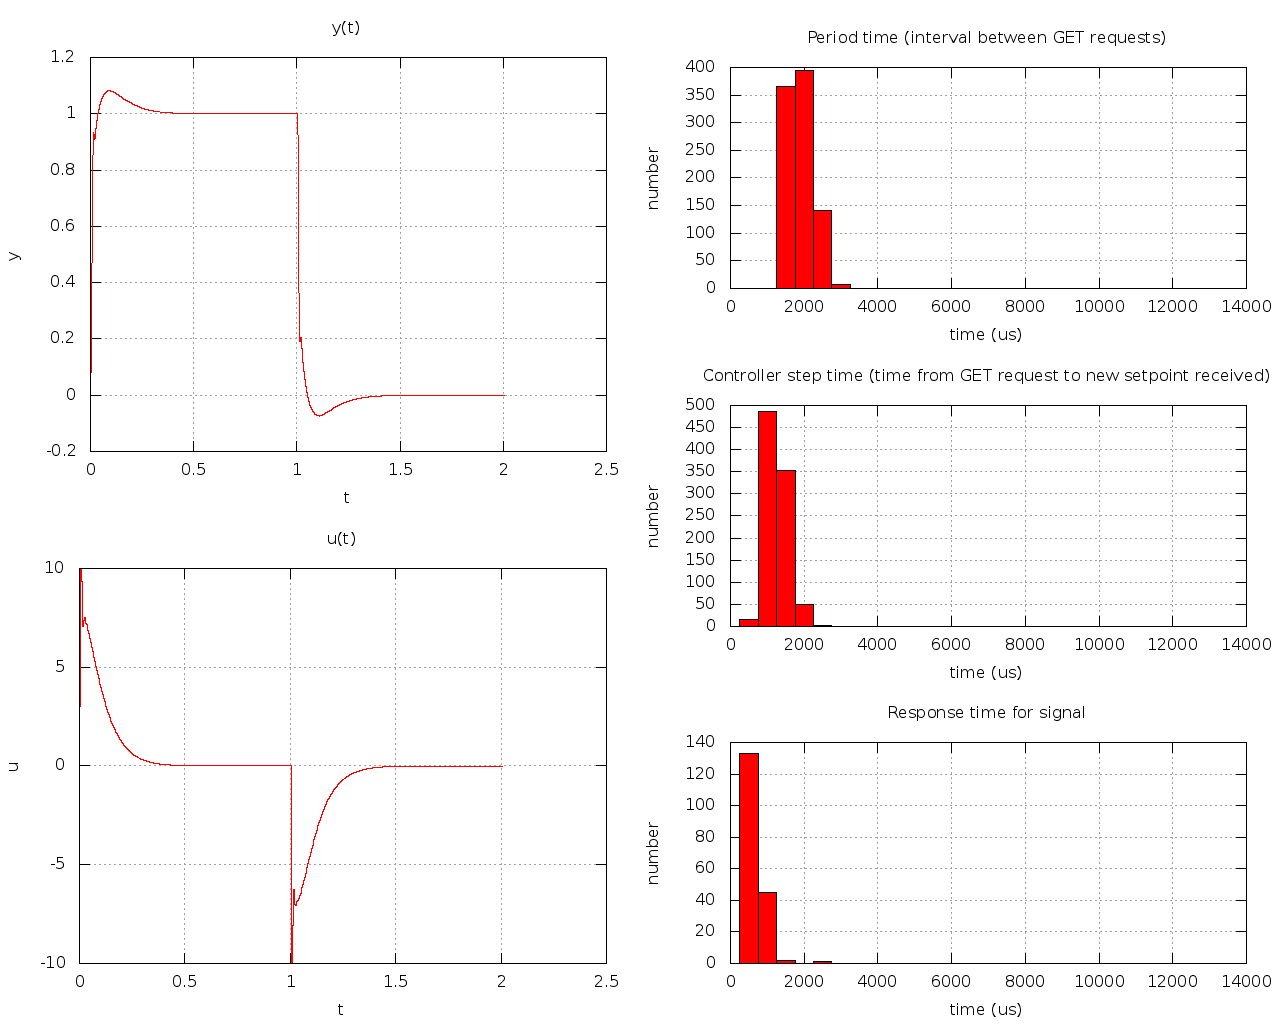 y(t)
1.2
1
0.8
0.6
0.4
0.2
0
-0.2
y
0 0.5 1 1.5 2 2.5
t
u(t)
10
5
0
-5
-10
u
0 0.5 1 1.5 2 2.5
t
Period time (interval between GET requests)
400
350
300
250
200
150
100
50
0
number
0 2000 4000 6000 8000 10000 12000 14000
time (us)
Controller step time (time from GET request to new setpoint received)
500
450
400
350
300
250
200
150
100
50
0
number
0 2000 4000 6000 8000 10000 12000 14000
time (us)
Response time for signal
140
120
100
80
60
40
20
0
number
0 2000 4000 6000 8000 10000 12000 14000
time (us)